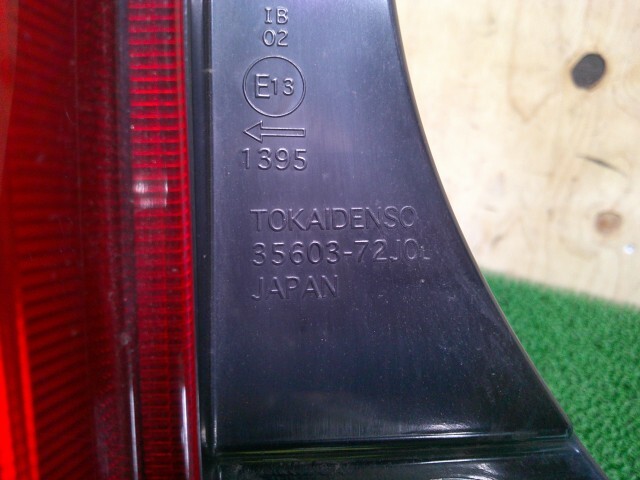 IB
02
E13
1395
TOKAIDENSO
35603-72J0L
JAPAN